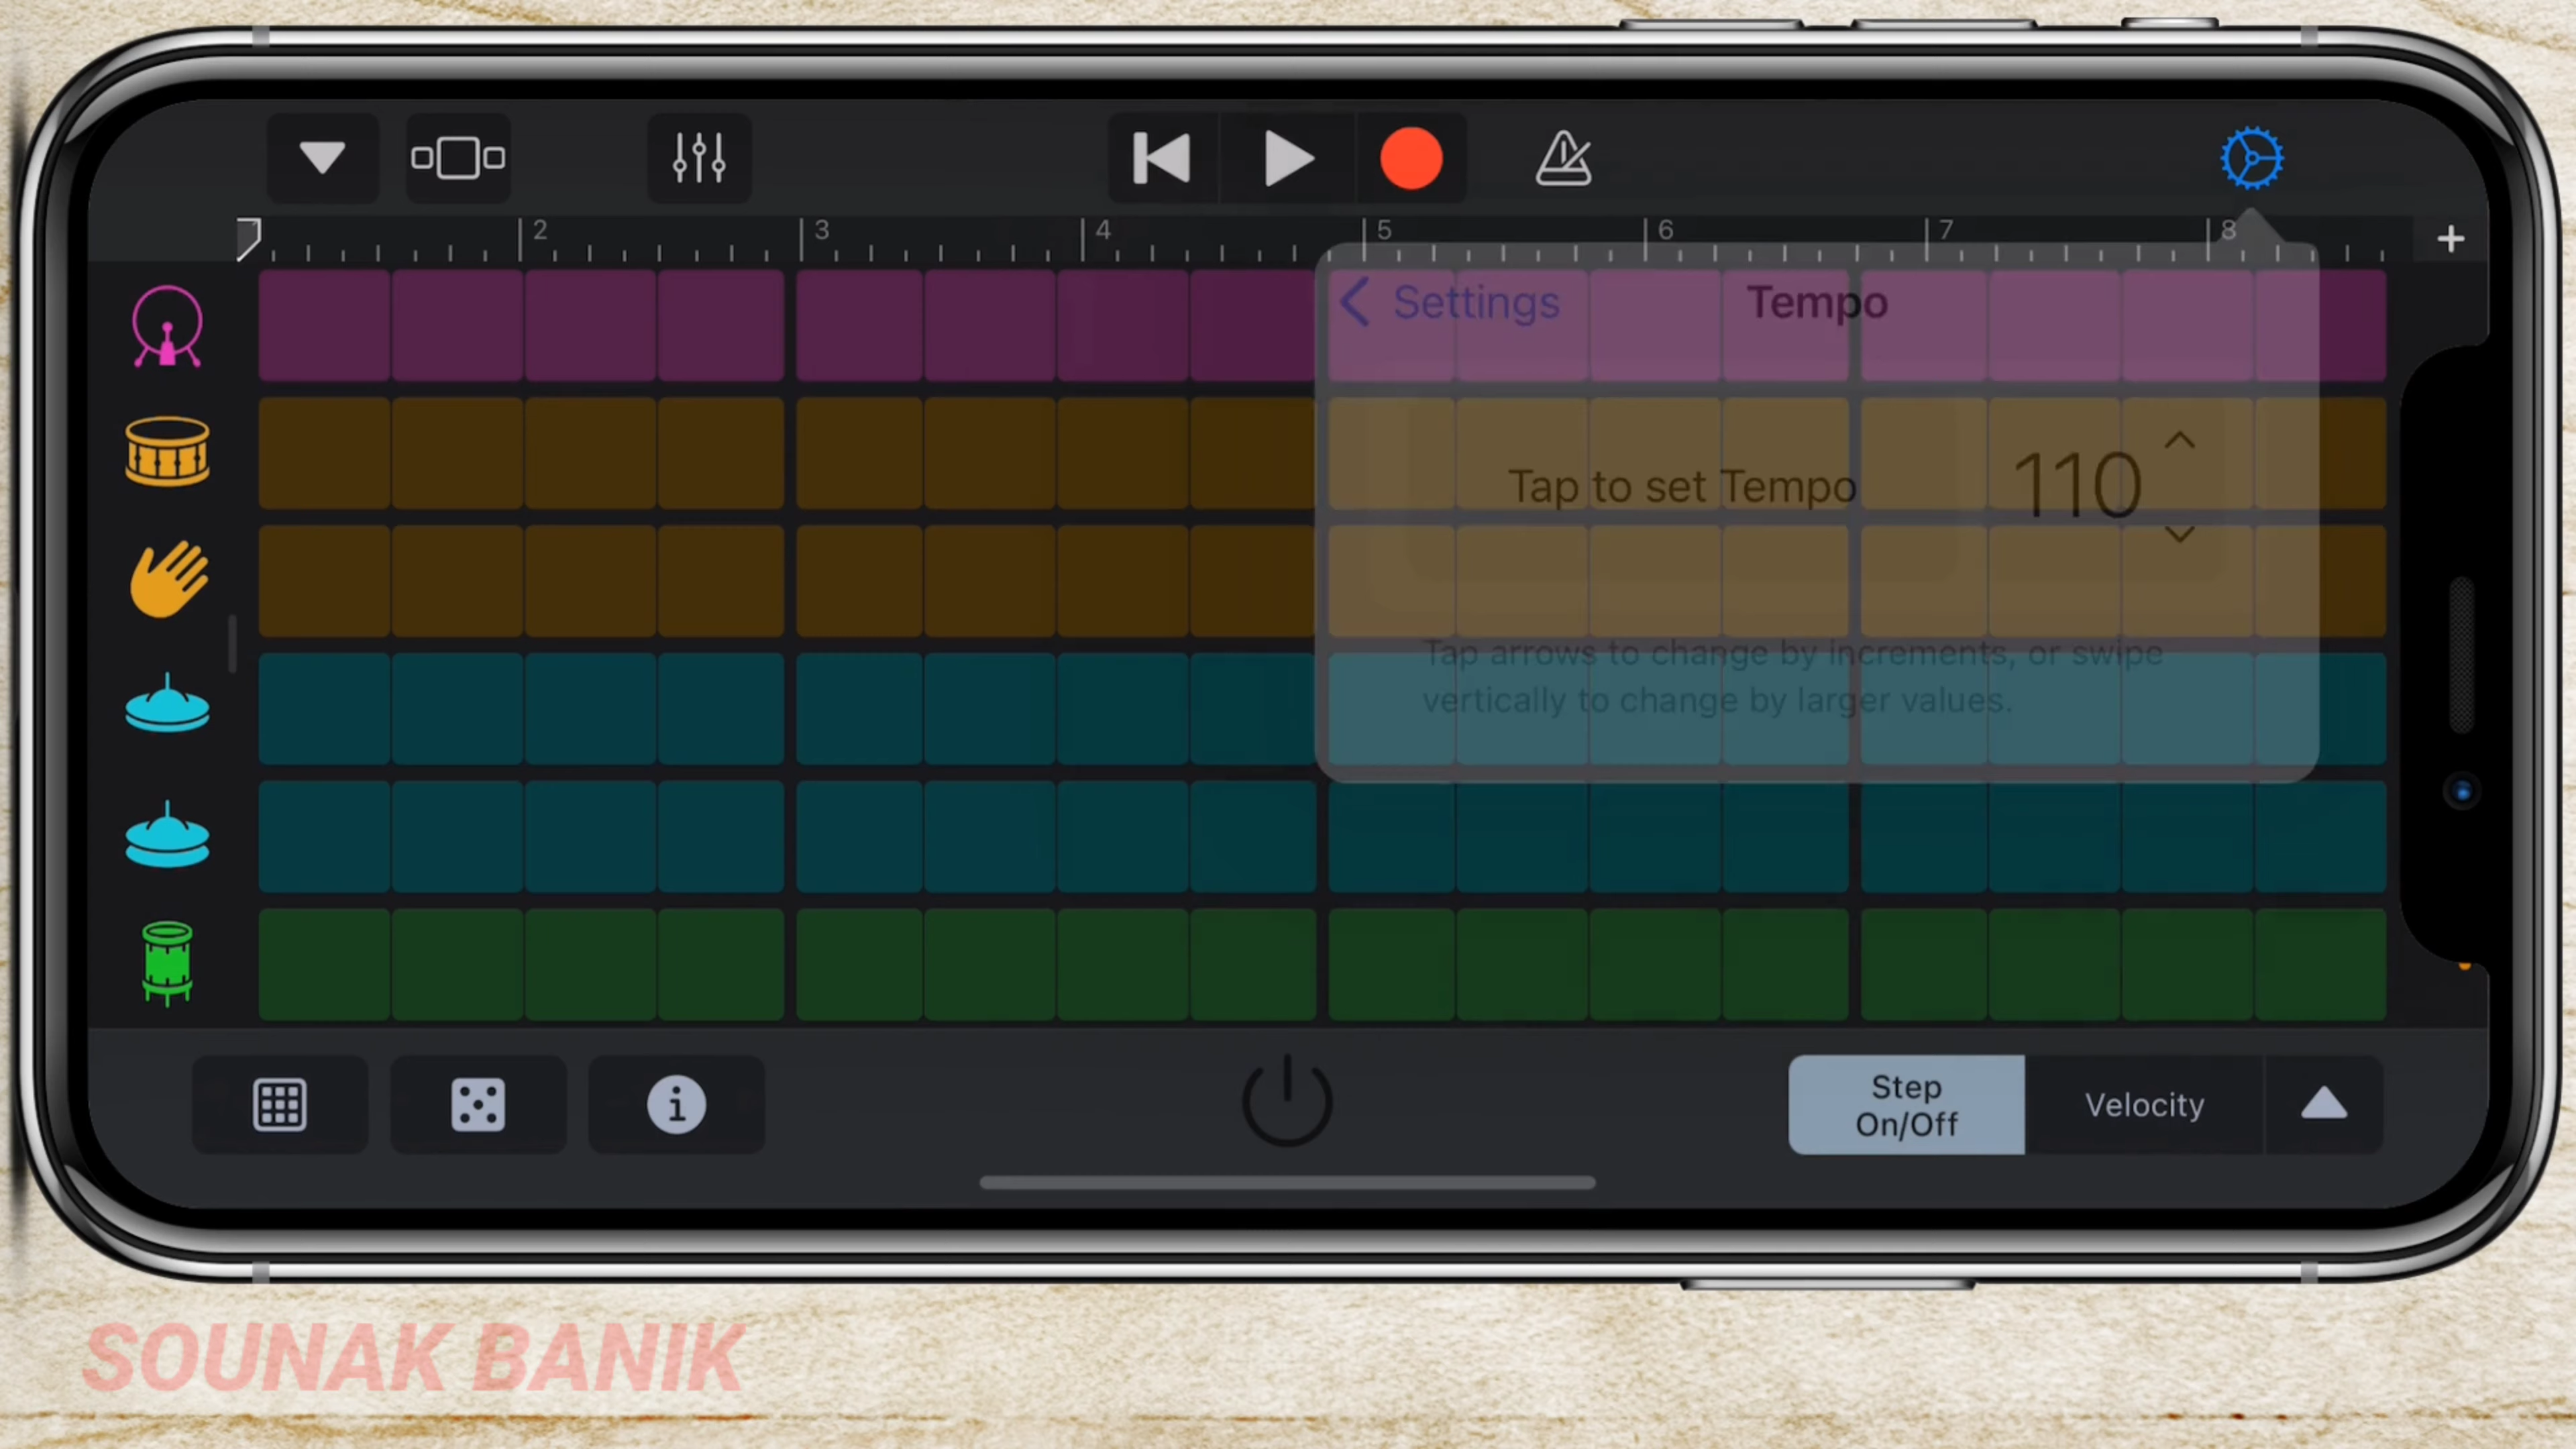 2 3 4 5 6 7 8
Settings Tempo
Tap to set Tempo 110
Tap arrows to change by increments, or swipe
vertically to change by larger values.
Step
On/Off
Velocity
SOUNAK BANIK